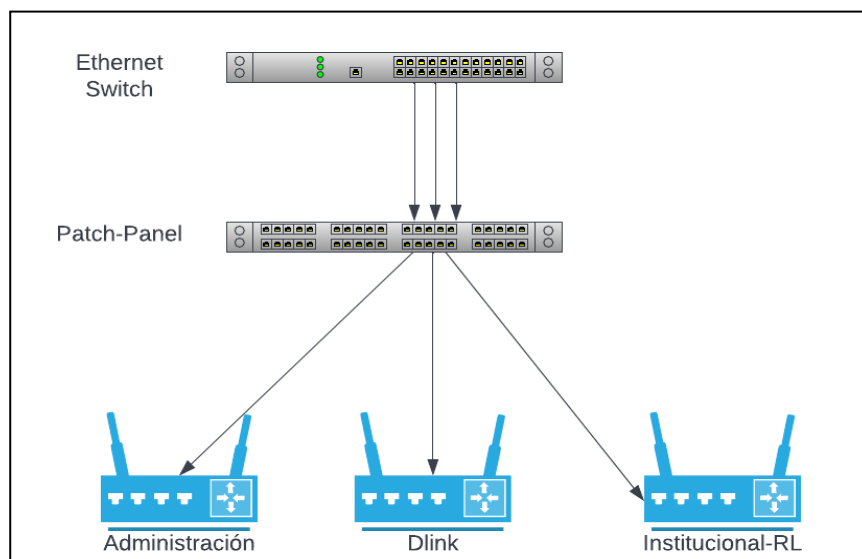 Ethernet
Switch
Patch-Panel
Administración
Dlink
Institucional-RL